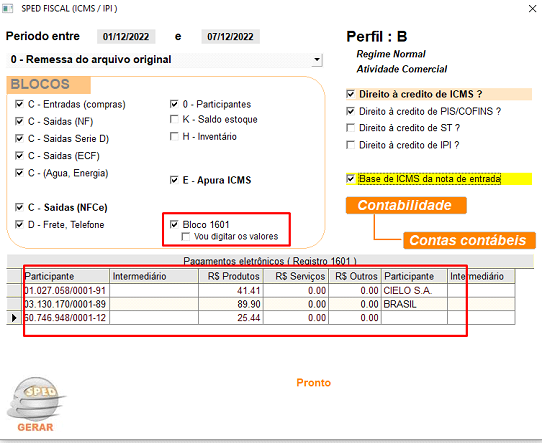 SPED FISCAL (ICMS / IPI )
Periodo entre 01/12/2022 e 07/12/2022
0 - Remessa do arquivo original
Perfil : B
Regime Normal
Atividade Comercial
BLOCOS
C - Entradas (compras)
C - Saidas (NF)
C - Saidas Serie D)
C - Saidas (ECF)
C - (Agua, Energia)
C - Saidas (NFCe)
D - Frete, Telefone
0 - Participantes
K - Saldo estoque
H - Inventário
E - Apura ICMS
Bloco 1601
Vou digitar os valores
Direito à credito de ICMS ?
Direito à credito de PIS/COFINS ?
Direito à credito de ST ?
Direito à credito de IPI ?
Base de ICMS da nota de entrada
Contabilidade
Contas contábeis
Pagamentos eletrônicos ( Registro 1601 )
Participante Intermediário R$ Produtos R$ Serviços R$ Outros Participante Intermediário
01.027.058/0001-91 41.41 0.00 0.00 CIELO S.A.
03.130.170/0001-89 89.90 0.00 0.00 BRASIL
60.746.948/0001-12 25.44 0.00 0.00
Pronto
SPED
GERAR